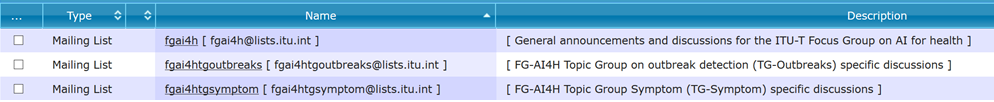 ... Type Name Description
Mailing List fgai4h [ fgai4h@lists.itu.int ] [ General announcements and discussions for the ITU-T Focus Group on AI for health ]
Mailing List fgai4htgoutbreaks [ fgai4htgoutbreaks@lists.itu.int ] [ FG-AI4H Topic Group on outbreak detection (TG-Outbreaks) specific discussions ]
Mailing List fgai4htgsymptom [ fgai4htgsymptom@lists.itu.int ] [ FG-AI4H Topic Group Symptom (TG-Symptom) specific discussions ]